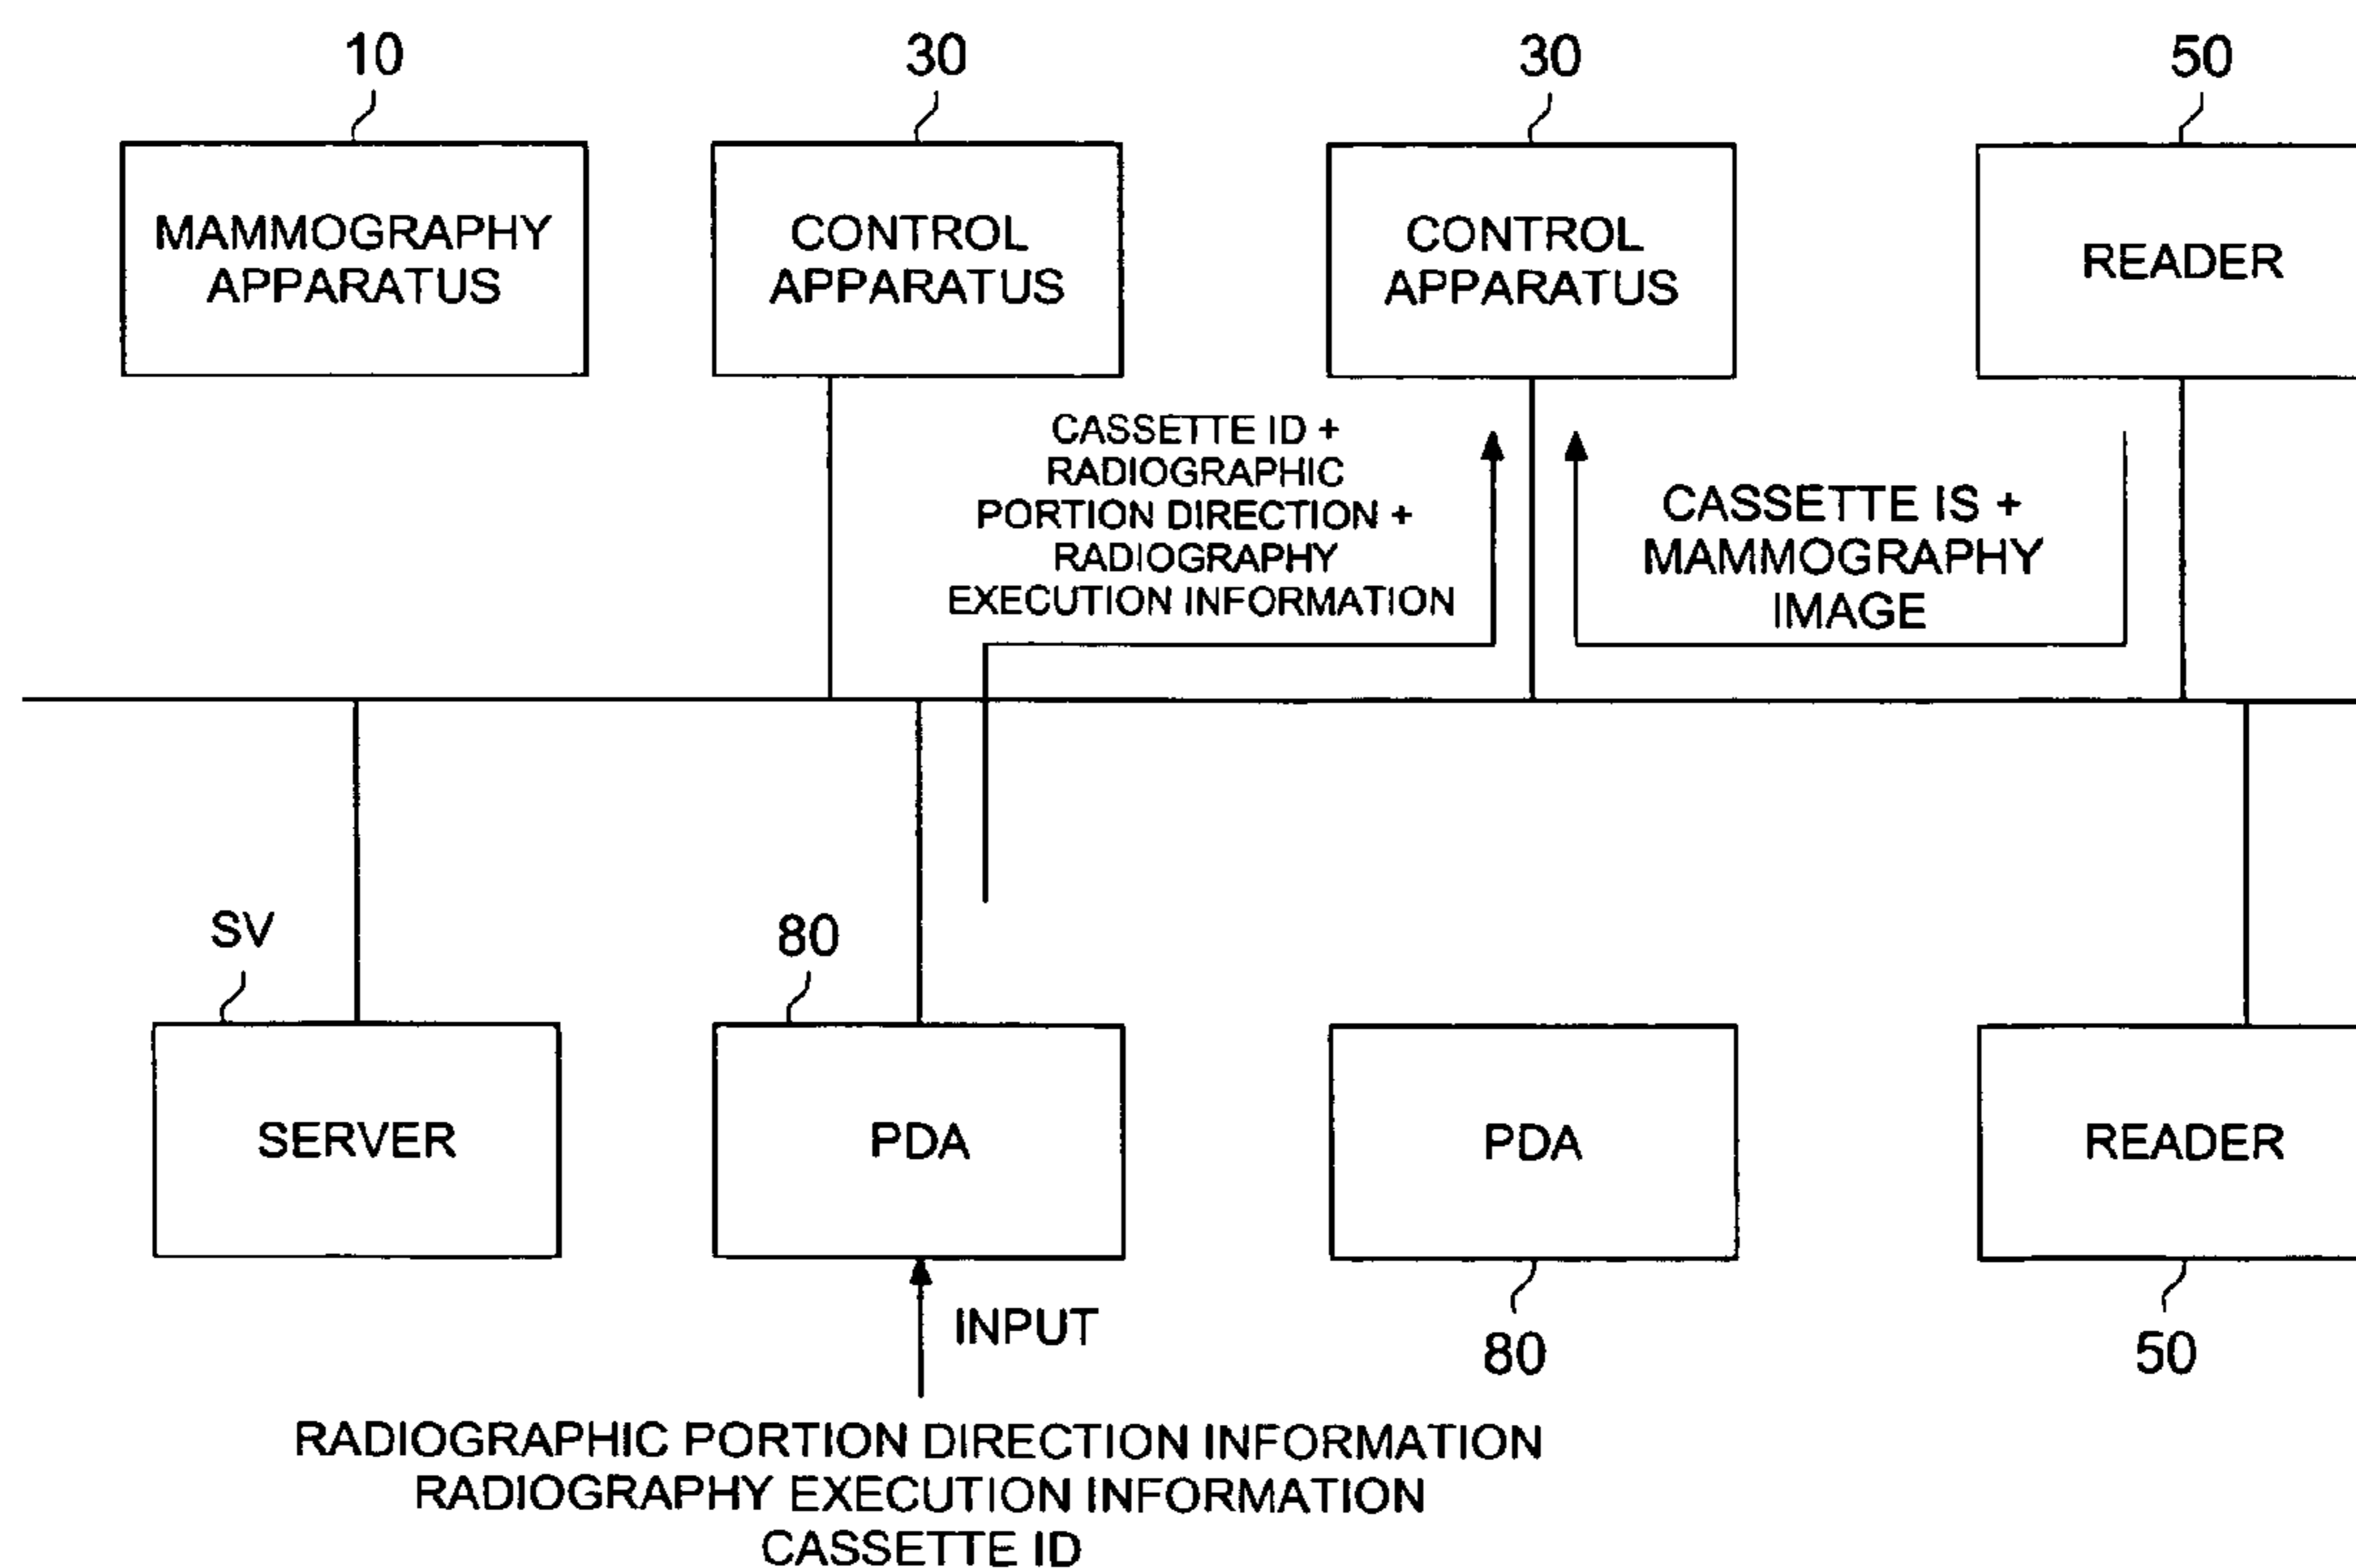 10
30
30
50
MAMMOGRAPHY
APPARATUS
CONTROL
APPARATUS
CONTROL
APPARATUS
READER
CASSETTE ID +
RADIOGRAPHIC
PORTION DIRECTION +
RADIOGRAPHY
EXECUTION INFORMATION
CASSETTE IS +
MAMMOGRAPHY
IMAGE
SV
80
SERVER
PDA
PDA
READER
INPUT
80
50
RADIOGRAPHIC PORTION DIRECTION INFORMATION
RADIOGRAPHY EXECUTION INFORMATION
CASSETTE ID